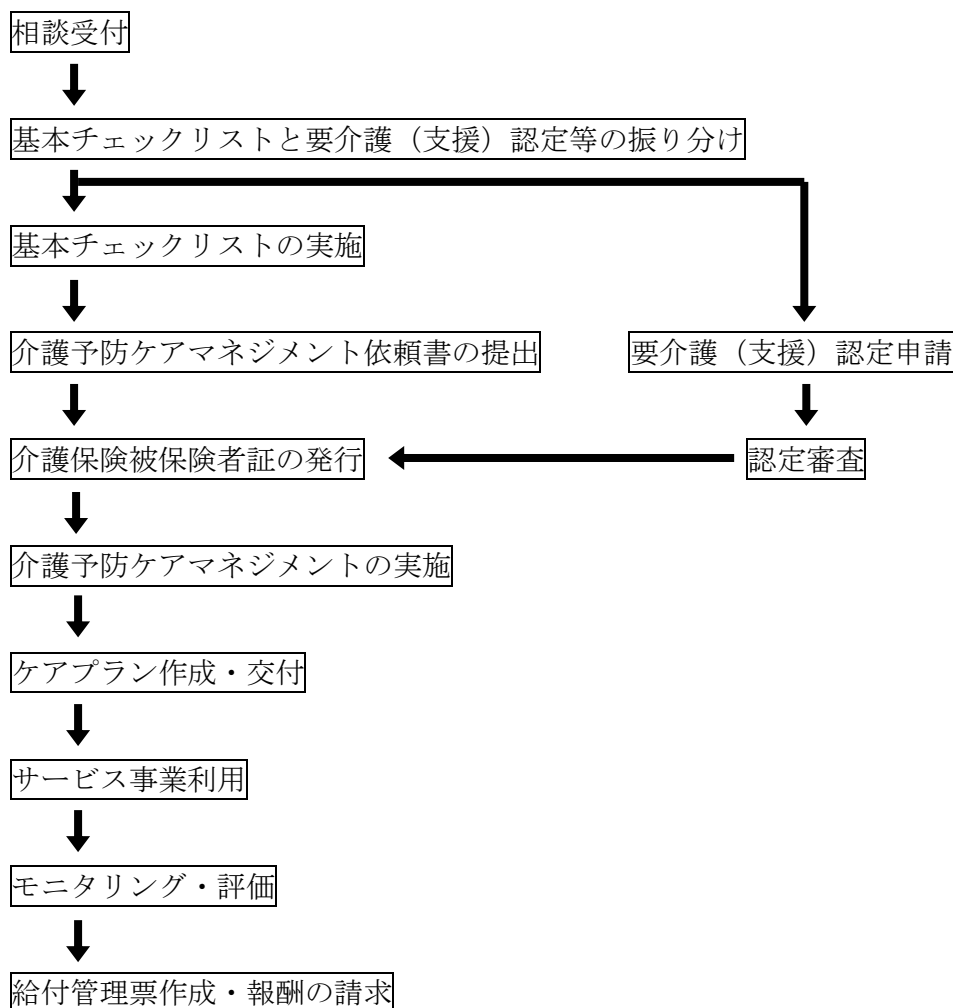 相談受付
基本チェックリストと要介護（支援）認定等の振り分け
基本チェックリストの実施
介護予防ケアマネジメント依頼書の提出
要介護（支援）認定申請
介護保険被保険者証の発行
認定審査
介護予防ケアマネジメントの実施
ケアプラン作成・交付
サービス事業利用
モニタリング・評価
給付管理票作成・報酬の請求